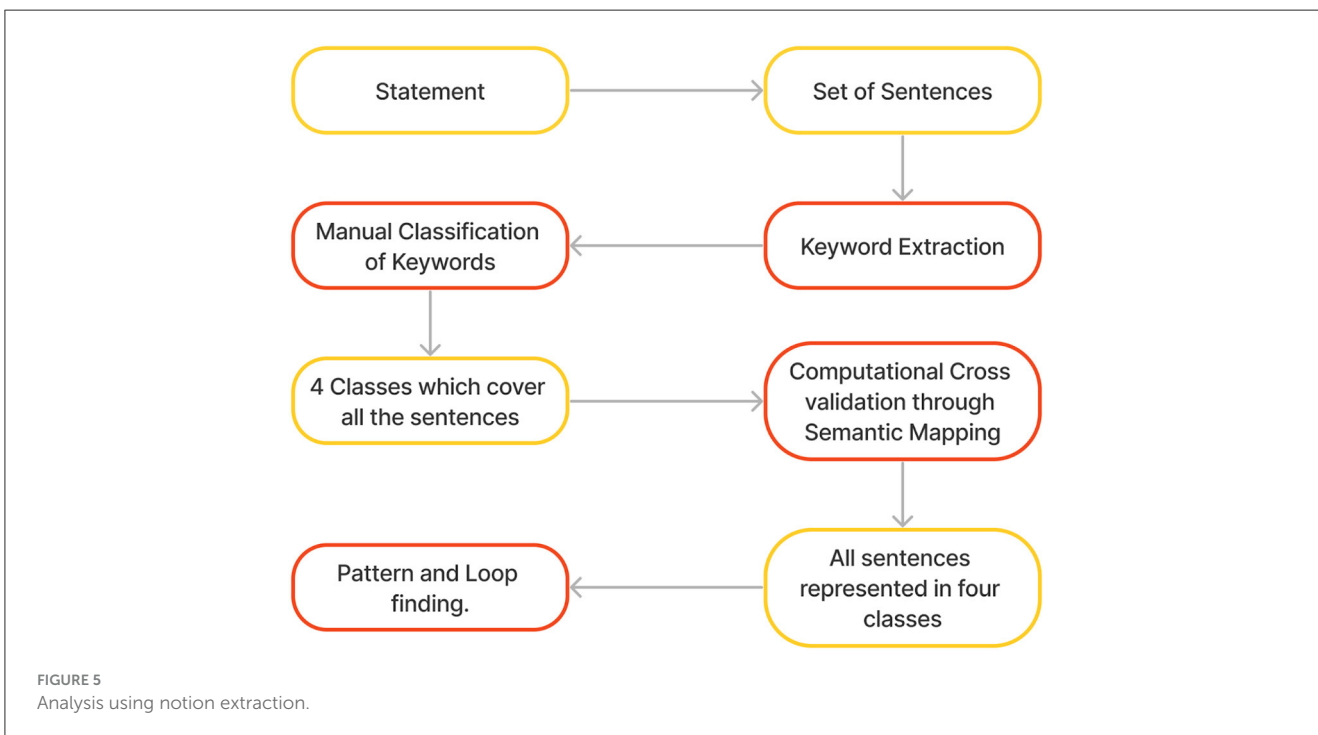 Statement
Set of Sentences
Keyword Extraction
Manual Classification
of Keywords
4 Classes which cover
all the sentences
Computational Cross
validation through
Semantic Mapping
All sentences
represented in four
classes
Pattern and Loop
finding.
FIGURE 5
Analysis using notion extraction.